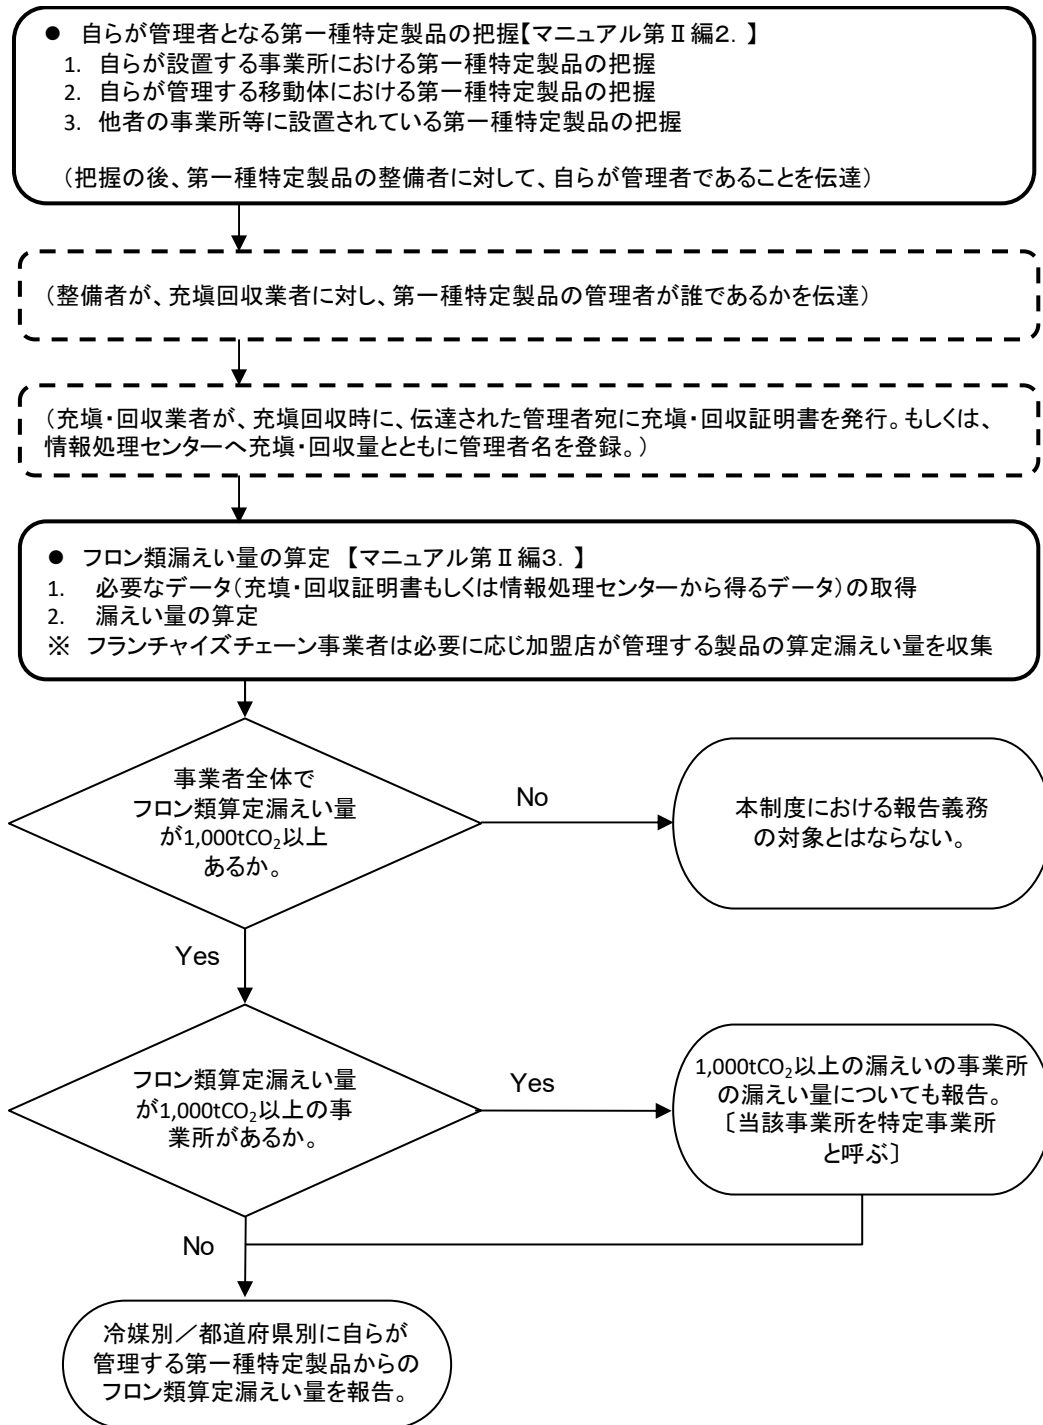 ● 自らが管理者となる第一種特定製品の把握【マニュアル第Ⅱ編2．】
1. 自らが設置する事業所における第一種特定製品の把握
2. 自らが管理する移動体における第一種特定製品の把握
3. 他者の事業所等に設置されている第一種特定製品の把握
（把握の後、第一種特定製品の整備者に対して、自らが管理者であることを伝達）
（整備者が、充塡回収業者に対し、第一種特定製品の管理者が誰であるかを伝達）
（充塡・回収業者が、充塡回収時に、伝達された管理者宛に充塡・回収証明書を発行。もしくは、
情報処理センターへ充塡・回収量とともに管理者名を登録。）
● フロン類漏えい量の算定 【マニュアル第Ⅱ編3．】
1. 必要なデータ（充塡・回収証明書もしくは情報処理センターから得るデータ）の取得
2. 漏えい量の算定
※ フランチャイズチェーン事業者は必要に応じ加盟店が管理する製品の算定漏えい量を収集
事業者全体で
フロン類算定漏えい量
が1,000tCO₂以上
あるか。
No
本制度における報告義務
の対象とはならない。
Yes
フロン類算定漏えい量
が1,000tCO₂以上の事
業所があるか。
Yes
1,000tCO₂以上の漏えいの事業所
の漏えい量についても報告。
〔当該事業所を特定事業所
と呼ぶ〕
No
冷媒別／都道府県別に自らが
管理する第一種特定製品からの
フロン類算定漏えい量を報告。